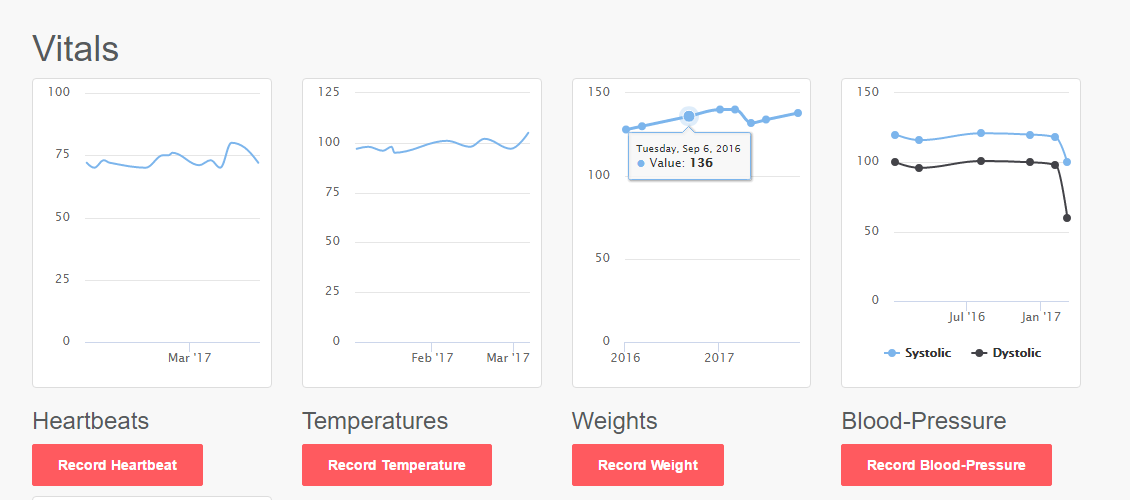 Vitals
100
75
50
25
0
Mar '17
125
100
75
50
25
0
Feb '17
Mar '17
150
100
50
0
2016
2017
Tuesday, Sep 6, 2016
Value: 136
150
100
50
0
Jul '16
Jan '17
Systolic
Dystolic
Heartbeats
Temperatures
Weights
Blood-Pressure
Record Heartbeat
Record Temperature
Record Weight
Record Blood-Pressure